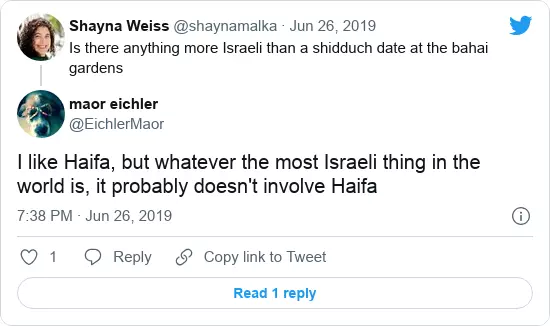 Shayna Weiss @shaynamalka · Jun 26, 2019
Is there anything more Israeli than a shidduch date at the bahai
gardens
maor eichler
@EichlerMaor
I like Haifa, but whatever the most Israeli thing in the
world is, it probably doesn't involve Haifa
7:38 PM · Jun 26, 2019
1 Reply Copy link to Tweet
Read 1 reply